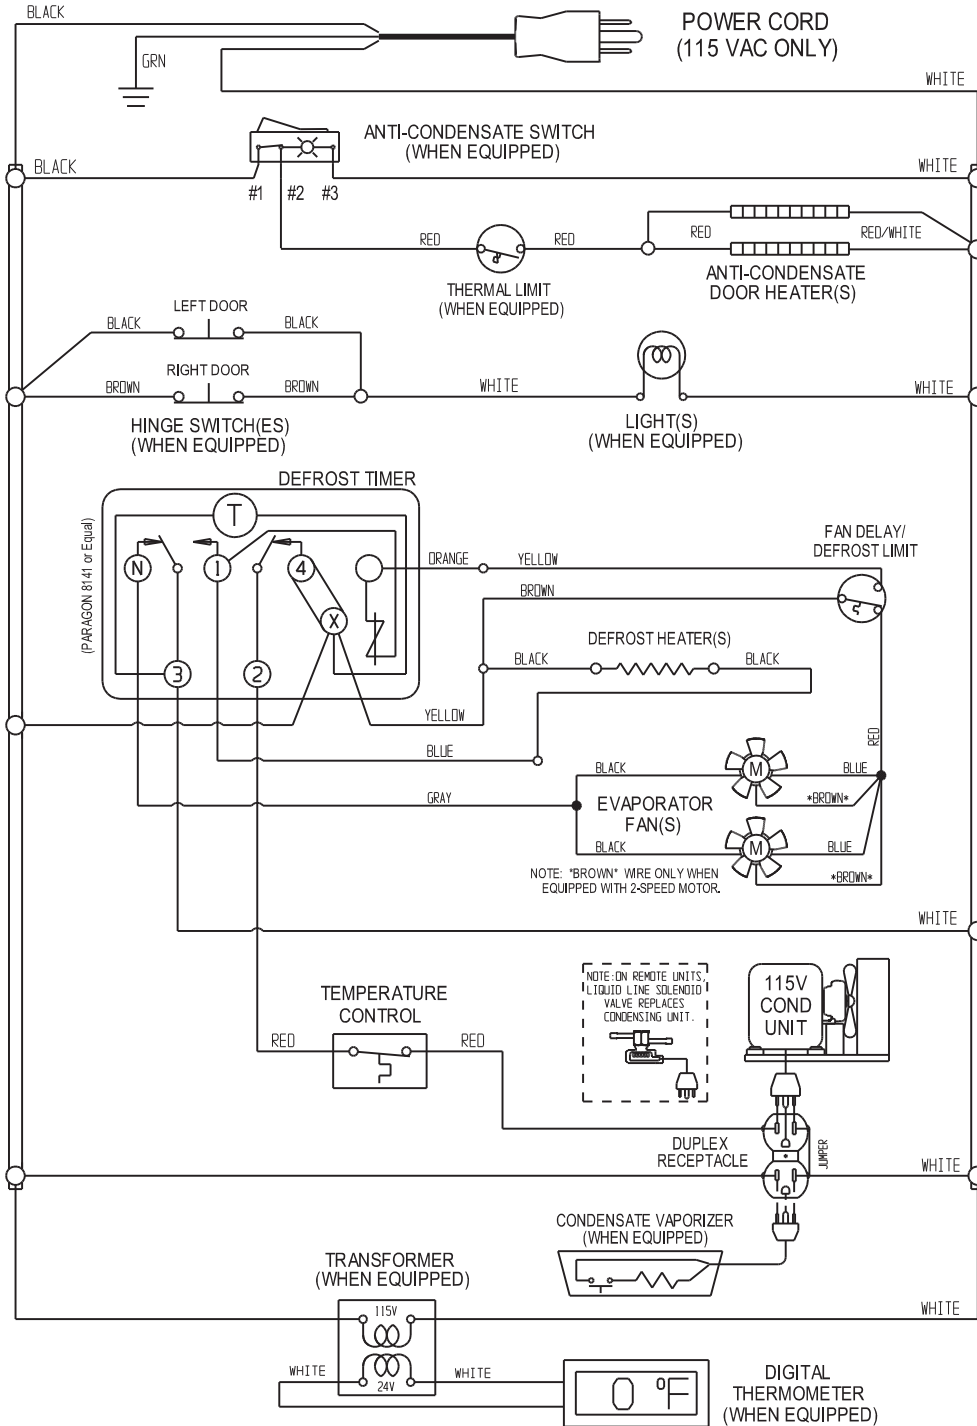 BLACK
POWER CORD
(115 VAC ONLY)
GRN
WHITE
ANTI-CONDENSATE SWITCH
(WHEN EQUIPPED)
BLACK
WHITE
#1 #2 #3
RED
RED
RED
RED/WHITE
THERMAL LIMIT
(WHEN EQUIPPED)
ANTI-CONDENSATE
DOOR HEATER(S)
LEFT DOOR
BLACK
BLACK
RIGHT DOOR
BROWN
BROWN
WHITE
WHITE
HINGE SWITCH(ES)
(WHEN EQUIPPED)
LIGHT(S)
(WHEN EQUIPPED)
DEFROST TIMER
(PARAGON 8141 or Equal)
T
N
1
4
X
3
2
ORANGE
YELLOW
FAN DELAY/
DEFROST LIMIT
BROWN
DEFROST HEATER(S)
BLACK
BLACK
YELLOW
BLUE
RED
GRAY
BLACK
M
BLUE
*BROWN*
EVAPORATOR
FAN(S)
BLACK
M
BLUE
*BROWN*
NOTE: "BROWN" WIRE ONLY WHEN
EQUIPPED WITH 2-SPEED MOTOR.
WHITE
TEMPERATURE
CONTROL
RED
RED
NOTE:ON REMOTE UNITS,
LIQUID LINE SOLENOID
VALVE REPLACES
CONDENSING UNIT.
115V
COND
UNIT
DUPLEX
RECEPTACLE
JUMPER
WHITE
CONDENSATE VAPORIZER
(WHEN EQUIPPED)
TRANSFORMER
(WHEN EQUIPPED)
115V
WHITE
24V
WHITE
WHITE
0 °F
DIGITAL
THERMOMETER
(WHEN EQUIPPED)